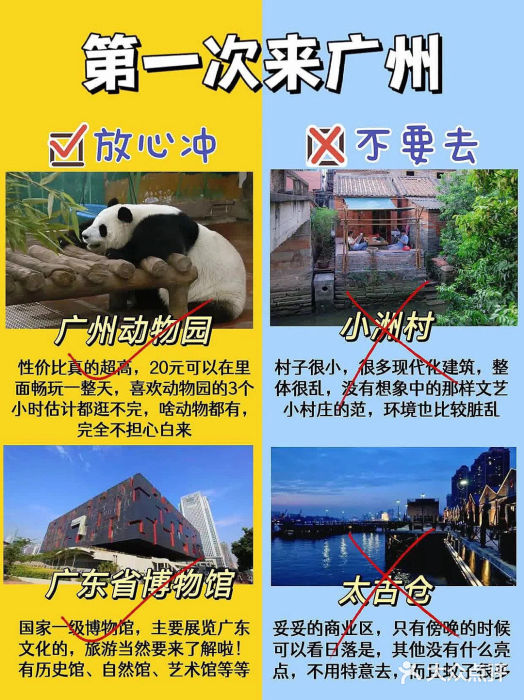 第一次来广州
放心冲
不要去
广州动物园
性价比真的超高，20元可以在里
面畅玩一整天，喜欢动物园的3个
小时估计都逛不完，啥动物都有，
完全不担心白来
小洲村
村子很小，很多现代化建筑，整
体很乱，没有想象中的那样文艺
小村庄的范，环境也比较脏乱
广东省博物馆
国家一级博物馆，主要展览广东
文化的，旅游当然要来了解啦！
有历史馆、自然馆、艺术馆等等
太古仓
妥妥的商业区，只有傍晚的时候
可以看日落是，其他没有什么亮
点，不用特意去，而且
大众点评